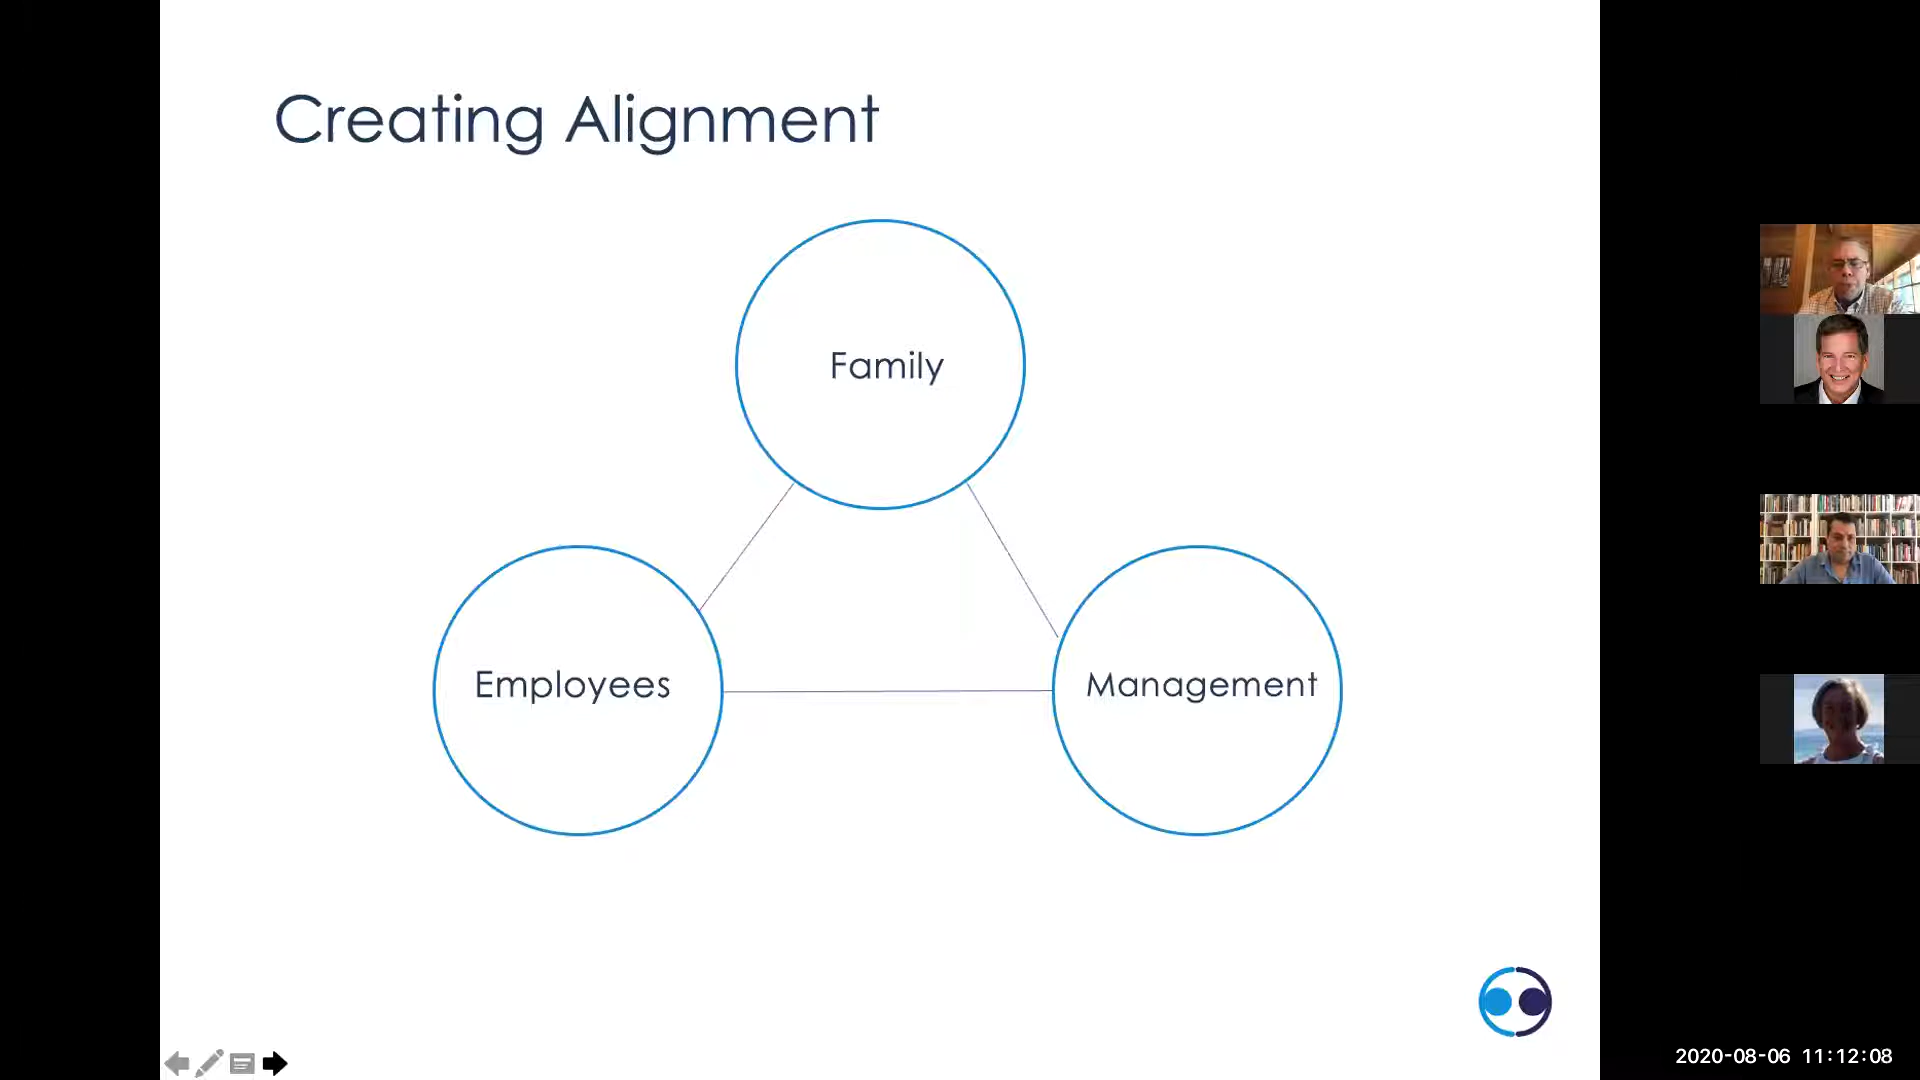 Creating Alignment
Family
Employees
Management
2020-08-06 11:12:08